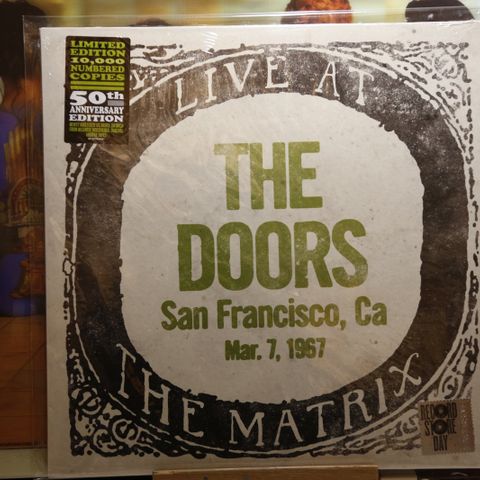 LIMITED
EDITION
10,000
NUMBERED
COPIES
50th
ANNIVERSARY
EDITION
LIVE AT
THE
DOORS
San Francisco, Ca
Mar. 7, 1967
THE MATRIX
RECORD
STORE
DAY